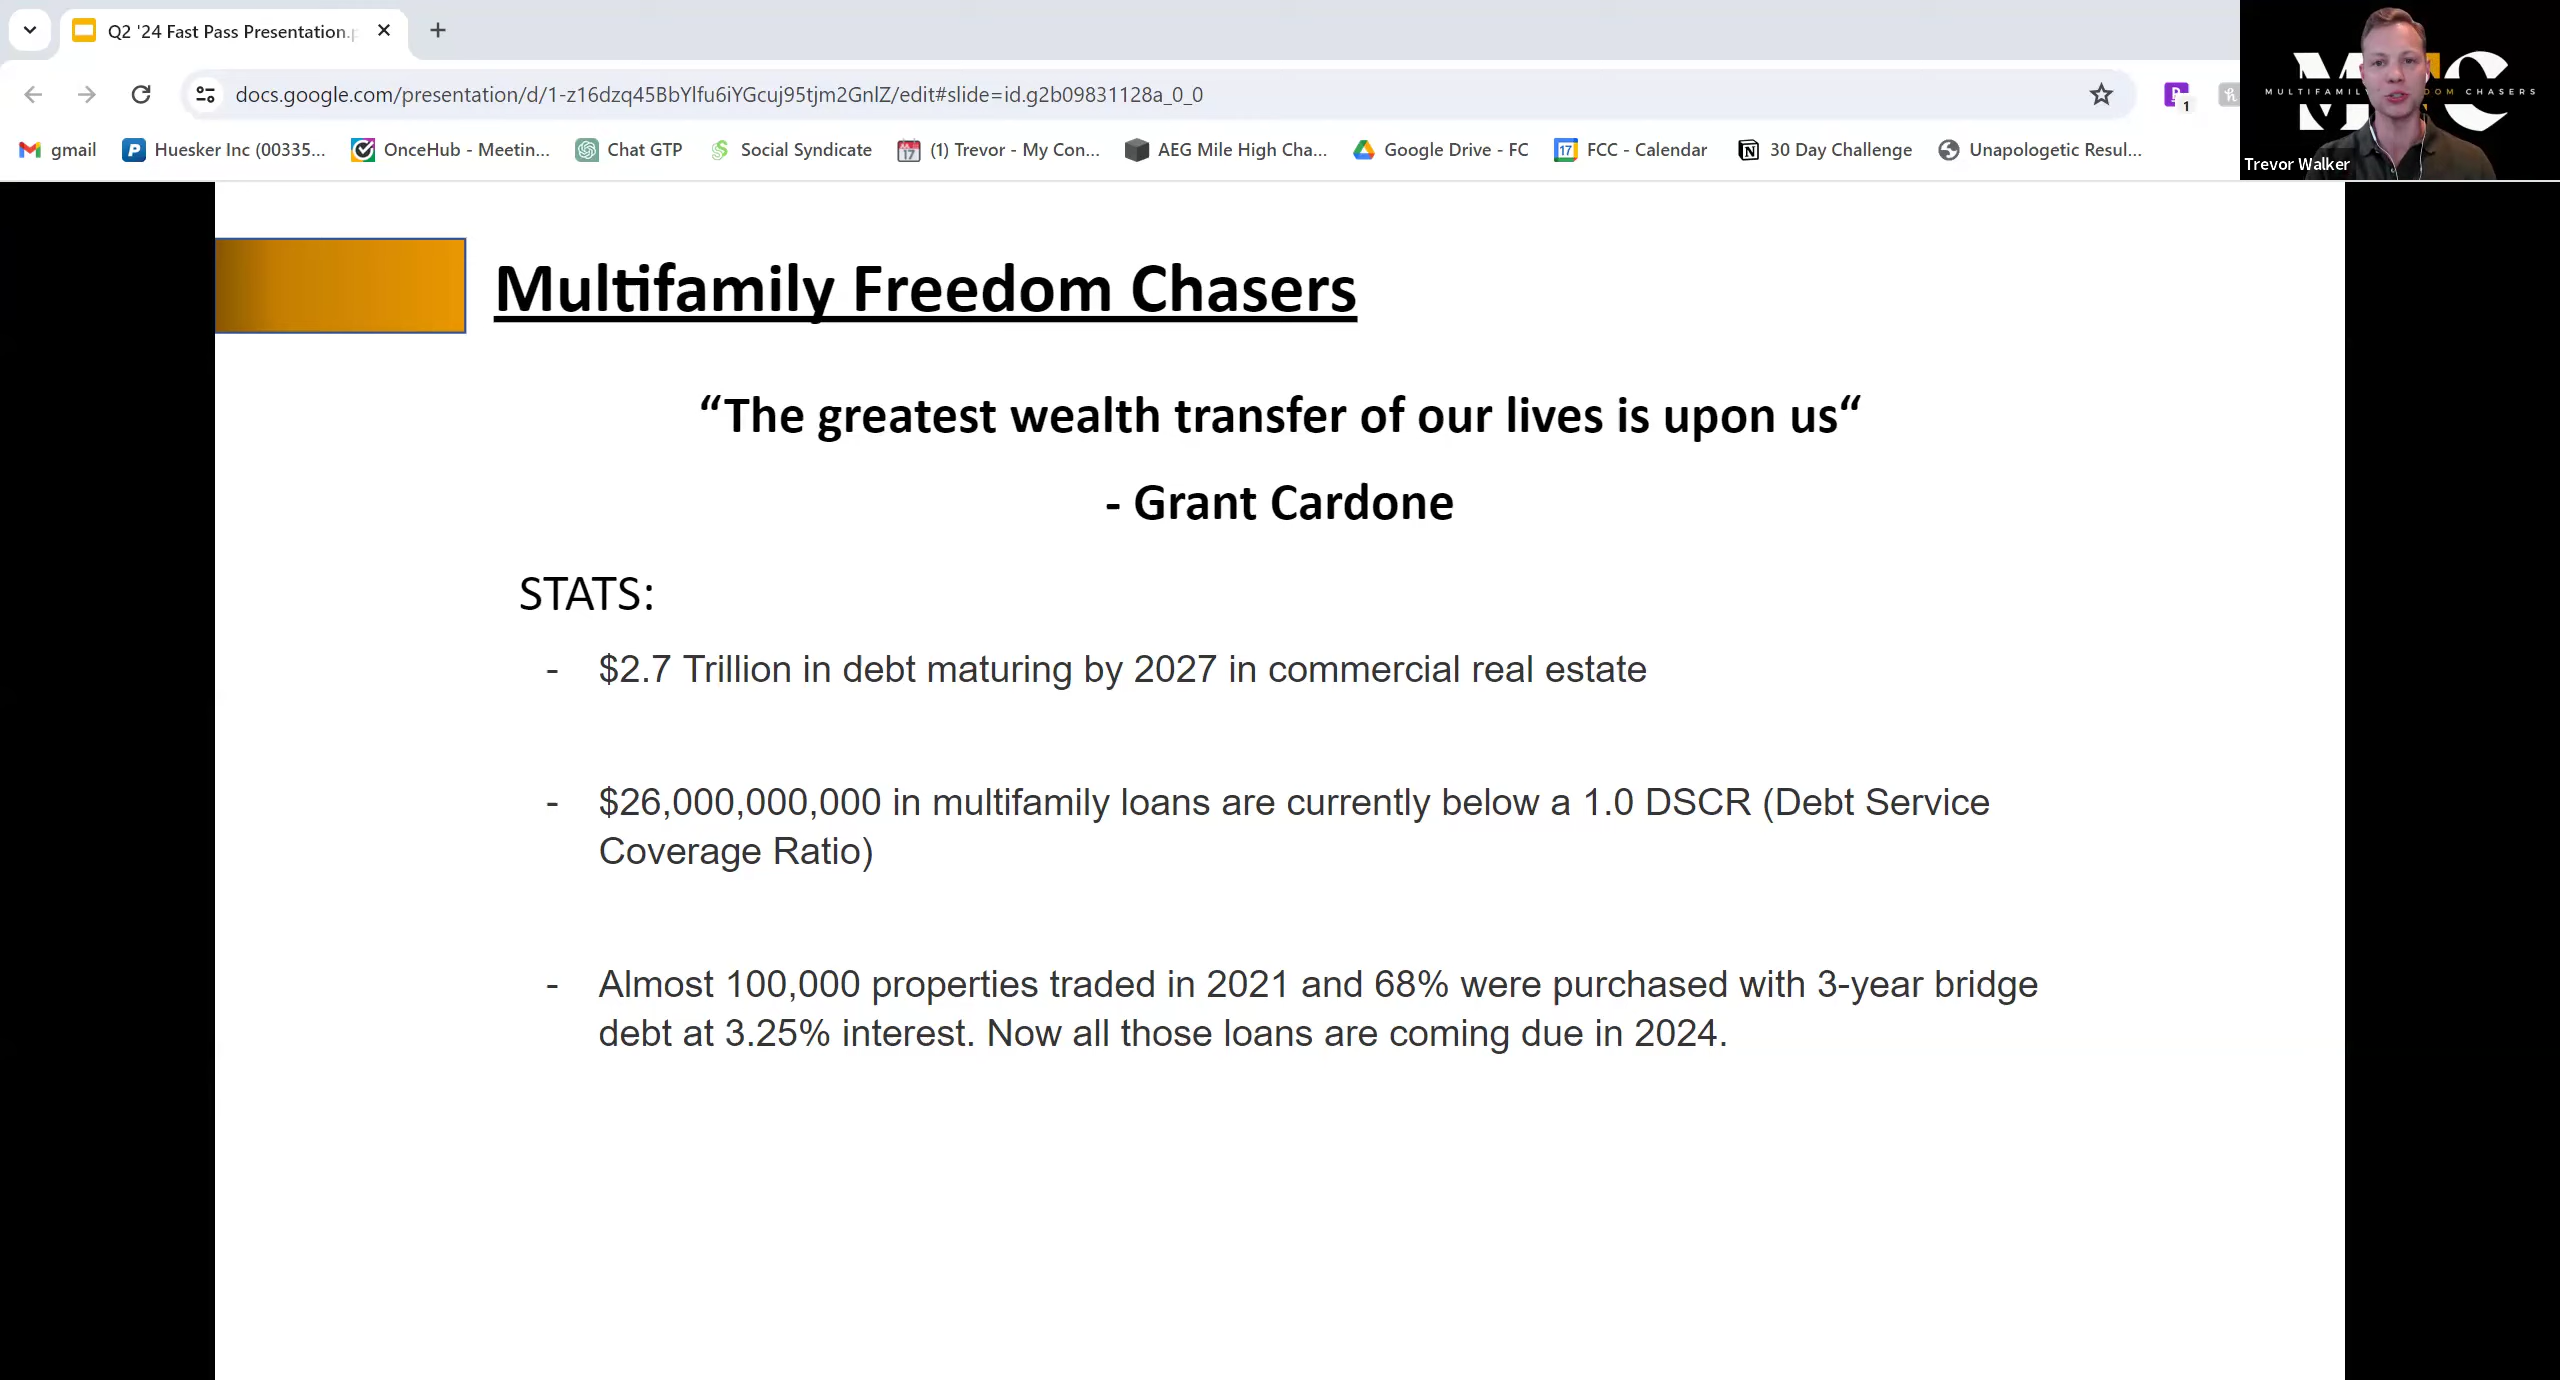 Q2 '24 Fast Pass Presentation.p
docs.google.com/presentation/d/1-z16dzq45BbYlfu6iYGcuj95tjm2GnlZ/edit#slide=id.g2b09831128a_0_0
1
gmail
Huesker Inc (00335...
OnceHub - Meetin...
Chat GTP
Social Syndicate
17
(1) Trevor - My Con...
AEG Mile High Cha...
Google Drive - FC
17
FCC - Calendar
30 Day Challenge
Unapologetic Resul...
MULTIFAMILY
CHASERS
Trevor Walker
Multifamily Freedom Chasers
“The greatest wealth transfer of our lives is upon us“
- Grant Cardone
STATS:
- $2.7 Trillion in debt maturing by 2027 in commercial real estate
- $26,000,000,000 in multifamily loans are currently below a 1.0 DSCR (Debt Service
Coverage Ratio)
- Almost 100,000 properties traded in 2021 and 68% were purchased with 3-year bridge
debt at 3.25% interest. Now all those loans are coming due in 2024.